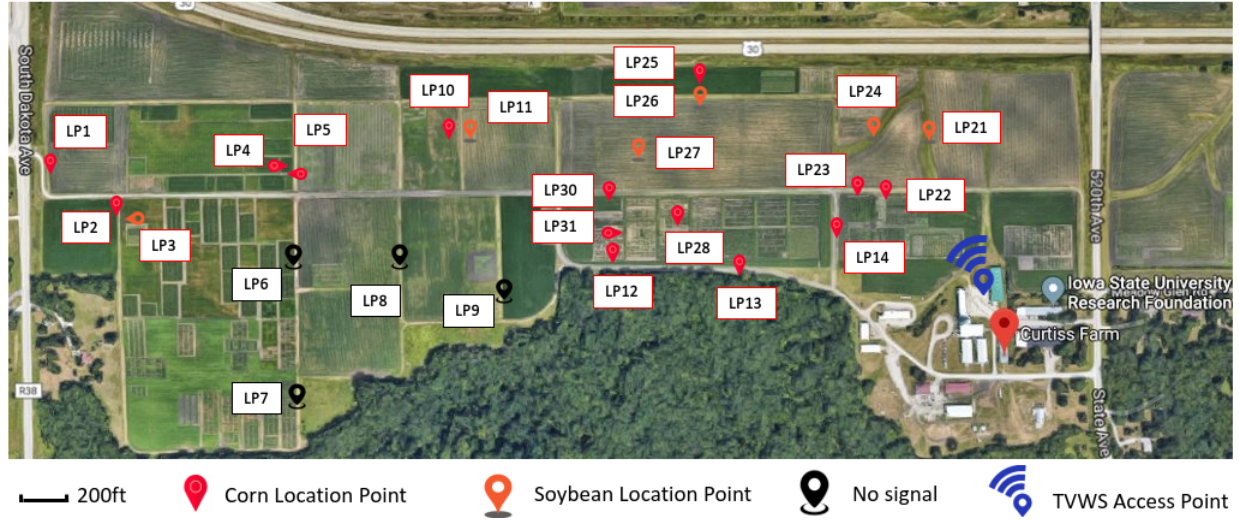 30
30
South Dakota Ave
LP25
LP10
LP26
LP24
LP11
LP1
LP5
LP21
LP4
LP27
LP23
LP30
LP22
520th Ave
LP2
LP31
LP3
LP28
LP14
LP6
LP8
LP12
LP13
LP9
Iowa State University
Research Foundation
Curtiss Farm
R38
LP7
State Ave
200ft
Corn Location Point
Soybean Location Point
No signal
TVWS Access Point